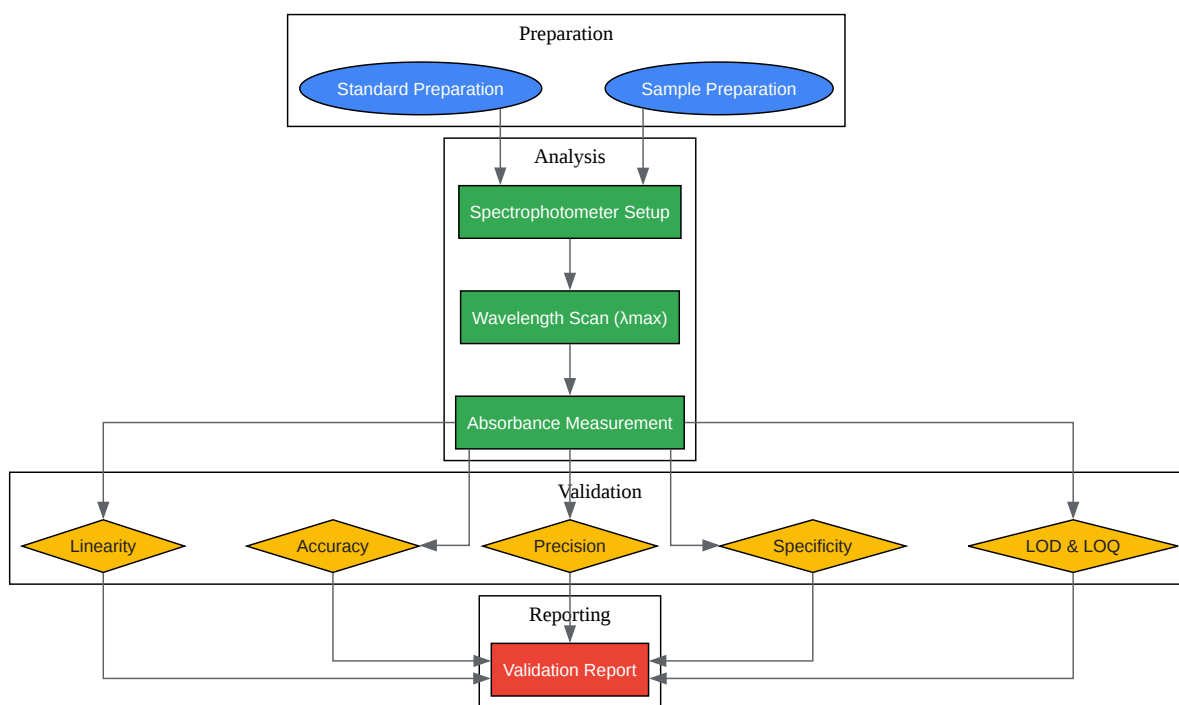 Preparation
Standard Preparation
Sample Preparation
Analysis
Spectrophotometer Setup
Wavelength Scan (λmax)
Absorbance Measurement
Validation
Linearity
Accuracy
Precision
Specificity
LOD & LOQ
Reporting
Validation Report